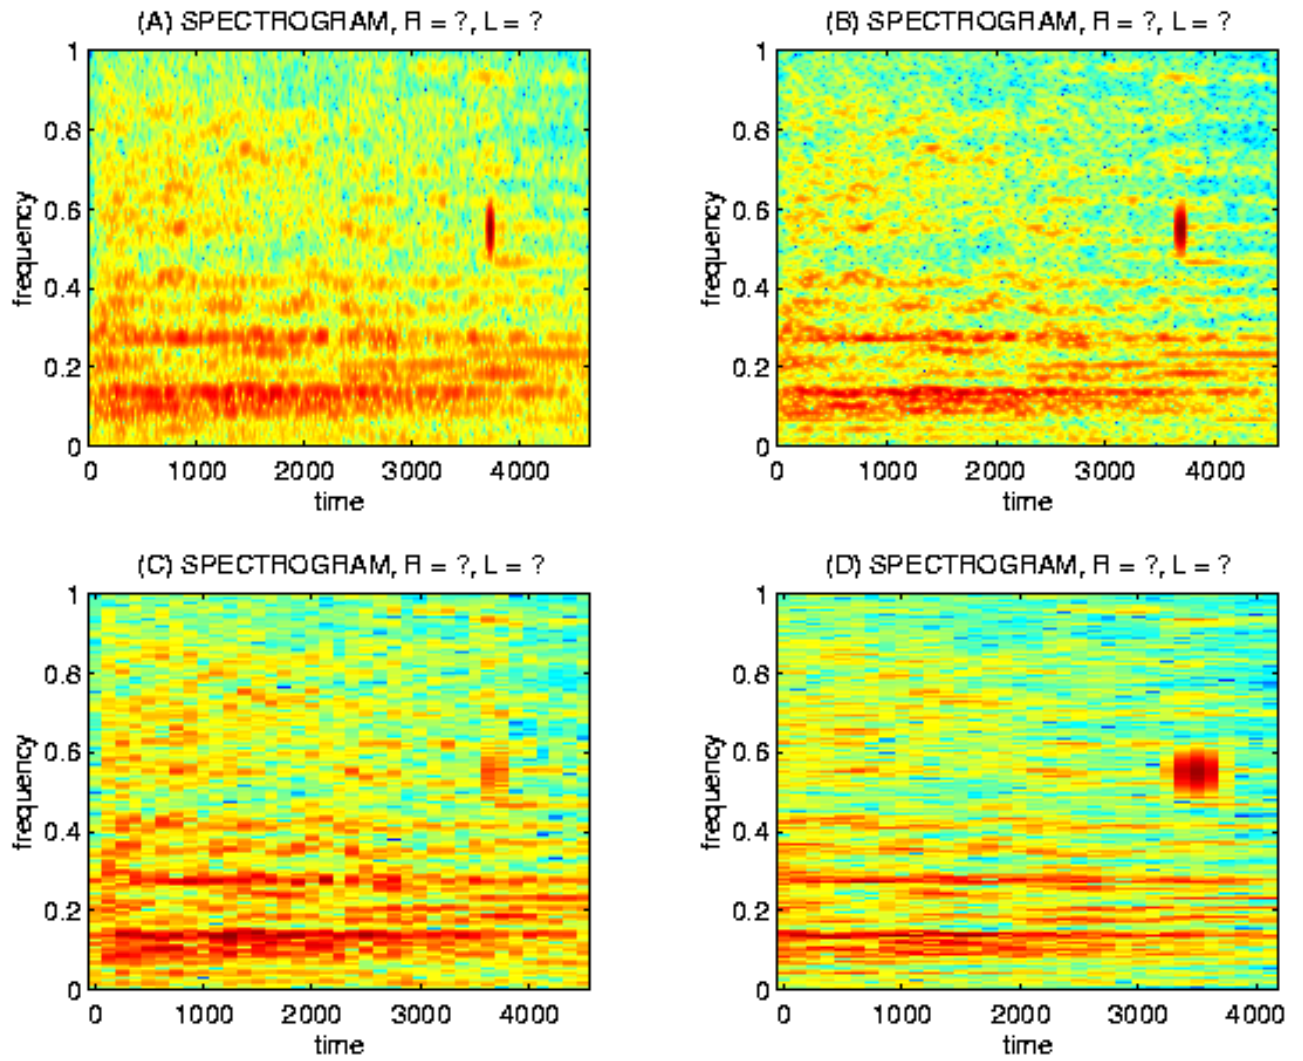 (A) SPECTROGRAM, R = ?, L = ?
1
0.8
0.6
0.4
0.2
0
frequency
0 1000 2000 3000 4000
time
(B) SPECTROGRAM, R = ?, L = ?
1
0.8
0.6
0.4
0.2
0
frequency
0 1000 2000 3000 4000
time
(C) SPECTROGRAM, R = ?, L = ?
1
0.8
0.6
0.4
0.2
0
frequency
0 1000 2000 3000 4000
time
(D) SPECTROGRAM, R = ?, L = ?
1
0.8
0.6
0.4
0.2
0
frequency
0 1000 2000 3000 4000
time